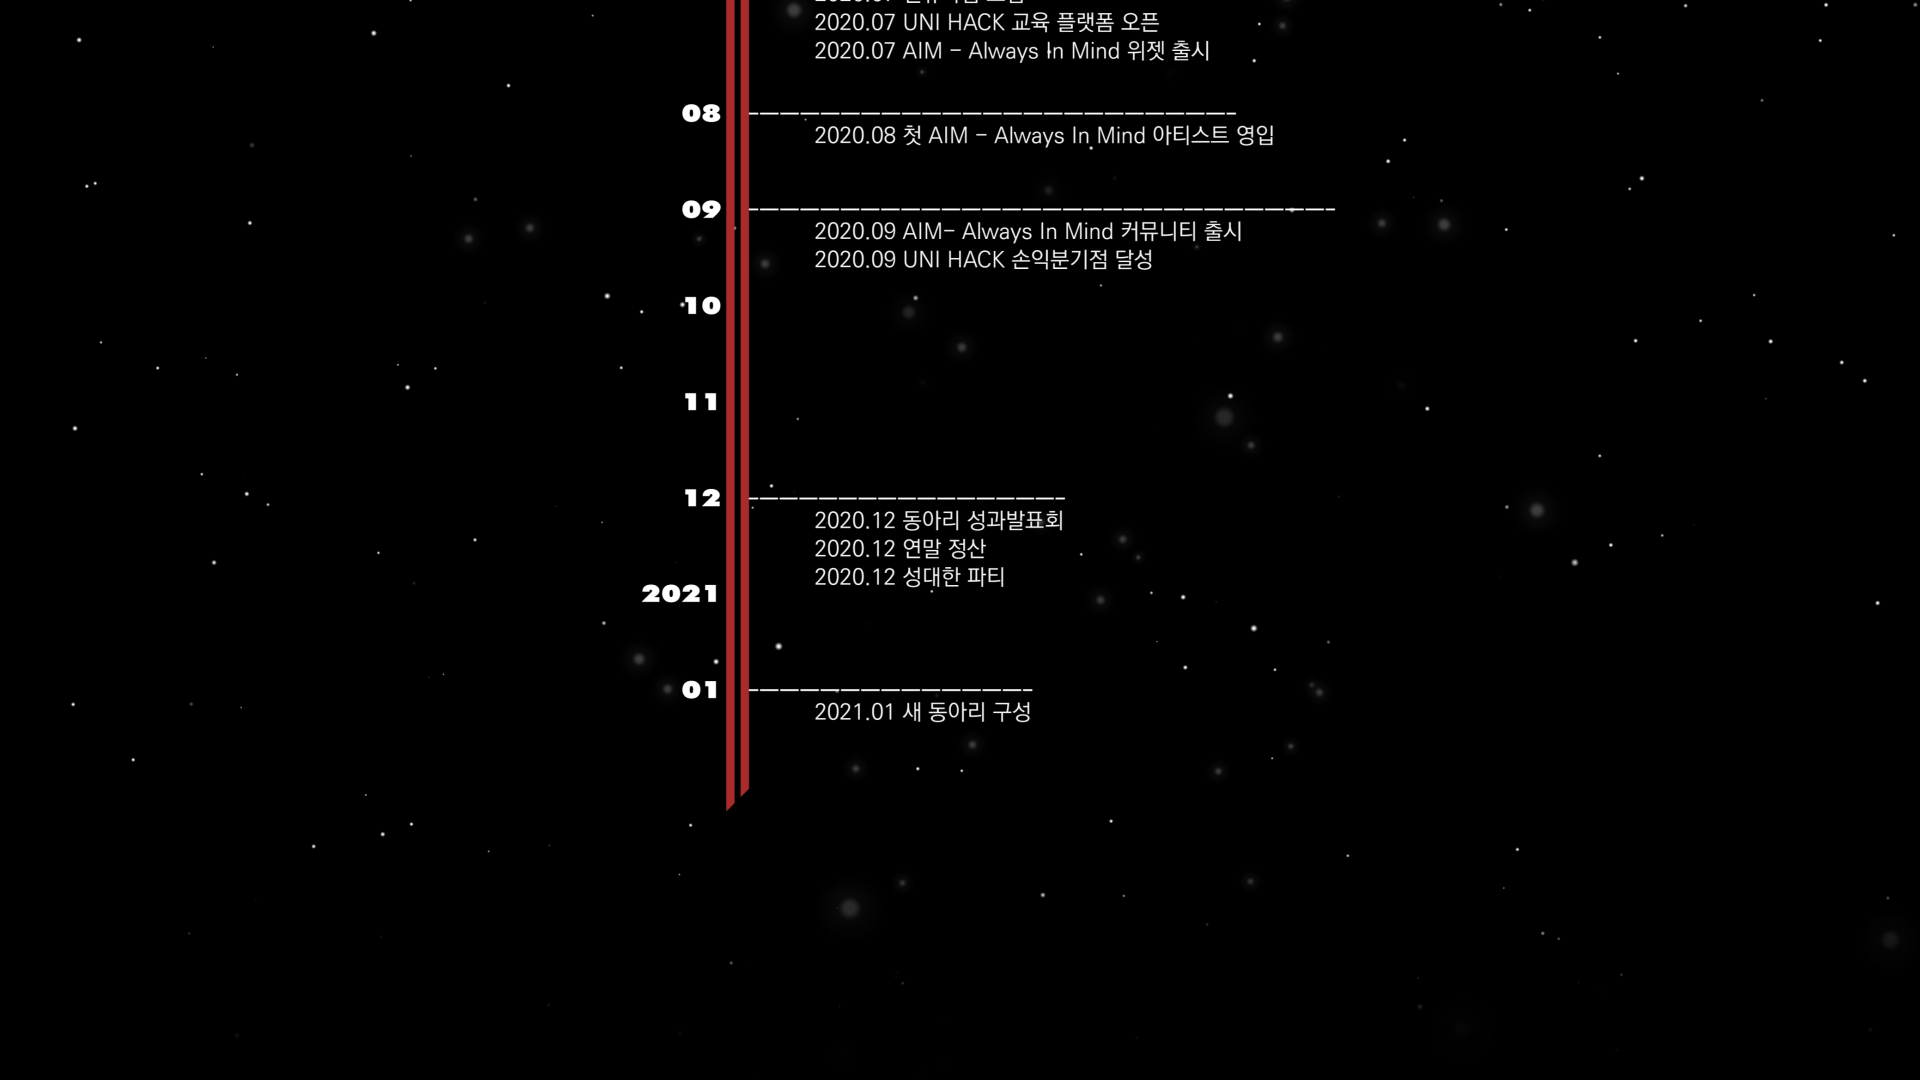 2020.07 UNI HACK 교육 플랫폼 오픈
2020.07 AIM - Always In Mind 위젯 출시
08
2020.08 첫 AIM - Always In Mind 아티스트 영입
09
2020.09 AIM- Always In Mind 커뮤니티 출시
2020.09 UNI HACK 손익분기점 달성
10
11
12
2020.12 동아리 성과발표회
2020.12 연말 정산
2020.12 성대한 파티
2021
01
2021.01 새 동아리 구성